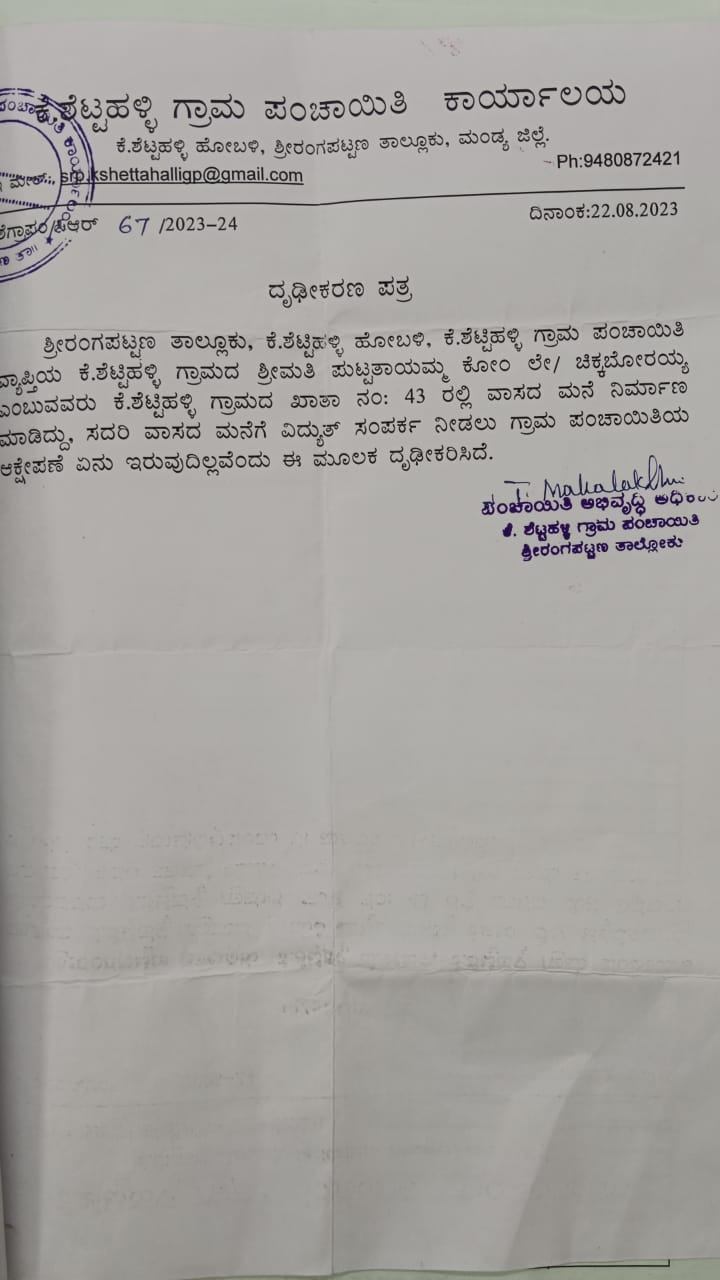 ಕೆ.ಶೆಟ್ಟಹಳ್ಳಿ ಗ್ರಾಮ ಪಂಚಾಯಿತಿ ಕಾರ್ಯಾಲಯ
ಕೆ.ಶೆಟ್ಟಹಳ್ಳಿ ಹೋಬಳಿ, ಶ್ರೀರಂಗಪಟ್ಟಣ ತಾಲ್ಲೂಕು, ಮಂಡ್ಯ ಜಿಲ್ಲೆ.
Ph:9480872421
ಮೇಲ್:, srp.kshettahalligp@gmail.com
67 /2023-24
ದಿನಾಂಕ:22.08.2023
ದೃಢೀಕರಣ ಪತ್ರ
ಶ್ರೀರಂಗಪಟ್ಟಣ ತಾಲ್ಲೂಕು, ಕೆ.ಶೆಟ್ಟಿಹಳ್ಳಿ ಹೋಬಳಿ, ಕೆ.ಶೆಟ್ಟಿಹಳ್ಳಿ ಗ್ರಾಮ ಪಂಚಾಯಿತಿ
ವ್ಯಾಪ್ತಿಯ ಕೆ.ಶೆಟ್ಟಿಹಳ್ಳಿ ಗ್ರಾಮದ ಶ್ರೀಮತಿ ಪುಟ್ಟತಾಯಮ್ಮ ಕೋಂ ಲೇ/ ಚಿಕ್ಕಬೋರಯ್ಯ
ಎಂಬುವವರು ಕೆ.ಶೆಟ್ಟಿಹಳ್ಳಿ ಗ್ರಾಮದ ಖಾತಾ ನಂ: 43 ರಲ್ಲಿ ವಾಸದ ಮನೆ ನಿರ್ಮಾಣ
ಮಾಡಿದ್ದು, ಸದರಿ ವಾಸದ ಮನೆಗೆ ವಿದ್ಯುತ್ ಸಂಪರ್ಕ ನೀಡಲು ಗ್ರಾಮ ಪಂಚಾಯಿತಿಯ
ಆಕ್ಷೇಪಣೆ ಏನು ಇರುವುದಿಲ್ಲವೆಂದು ಈ ಮೂಲಕ ದೃಢೀಕರಿಸಿದೆ.
T. Mahalakshmi
ಪಂಚಾಯಿತಿ ಅಭಿವೃದ್ಧಿ
ಕೆ. ಶೆಟ್ಟಹಳ್ಳಿ ಗ್ರಾಮ ಪಂಚಾಯಿತಿ
ಶ್ರೀರಂಗಪಟ್ಟಣ ತಾಲ್ಲೋಕು